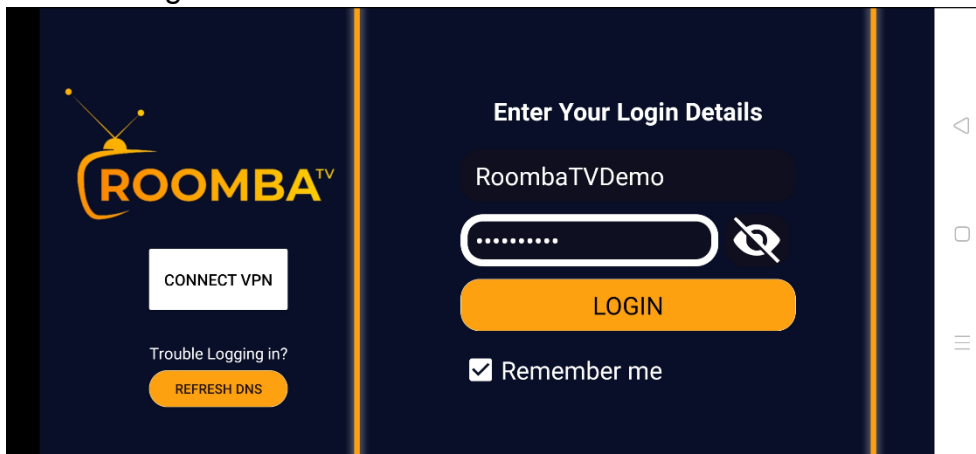 ROOMBA TV
CONNECT VPN
Trouble Logging in?
REFRESH DNS
Enter Your Login Details
RoombaTVDemo
••••••••••
LOGIN
Remember me